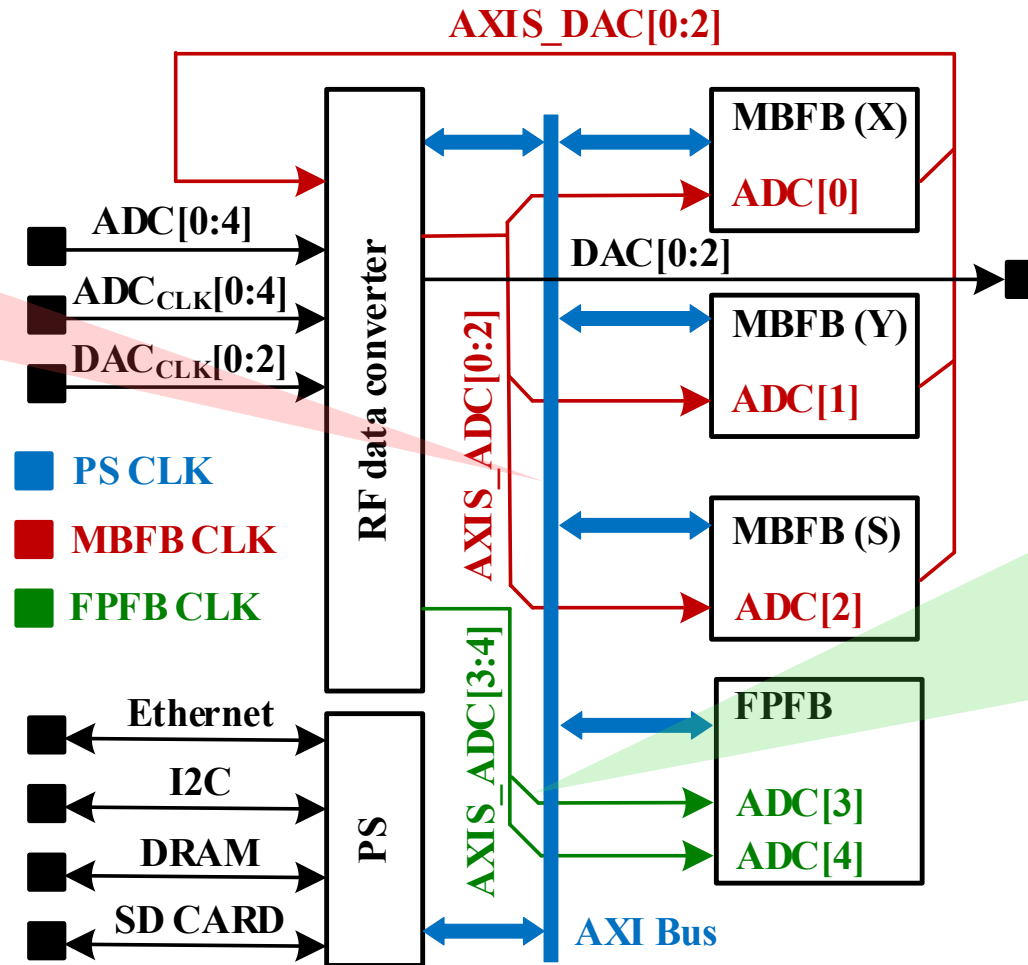 AXIS_DAC[0:2]
MBFB (X)
ADC[0]
ADC[0:4]
DAC[0:2]
ADC_CLK[0:4]
MBFB (Y)
DAC_CLK[0:2]
ADC[1]
RF data converter
AXIS_ADC[0:2]
PS CLK
MBFB CLK
FPFB CLK
MBFB (S)
ADC[2]
AXIS_ADC[3:4]
FPFB
ADC[3]
ADC[4]
Ethernet
I2C
DRAM
SD CARD
PS
AXI Bus